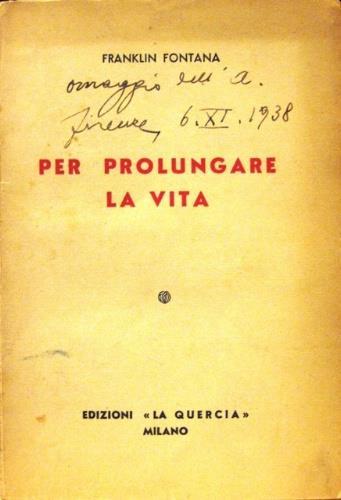 FRANKLIN FONTANA
omaggio dell'A.
Firenze, 6. XI. 1938
PER PROLUNGARE
LA VITA
EDIZIONI «LA QUERCIA»
MILANO